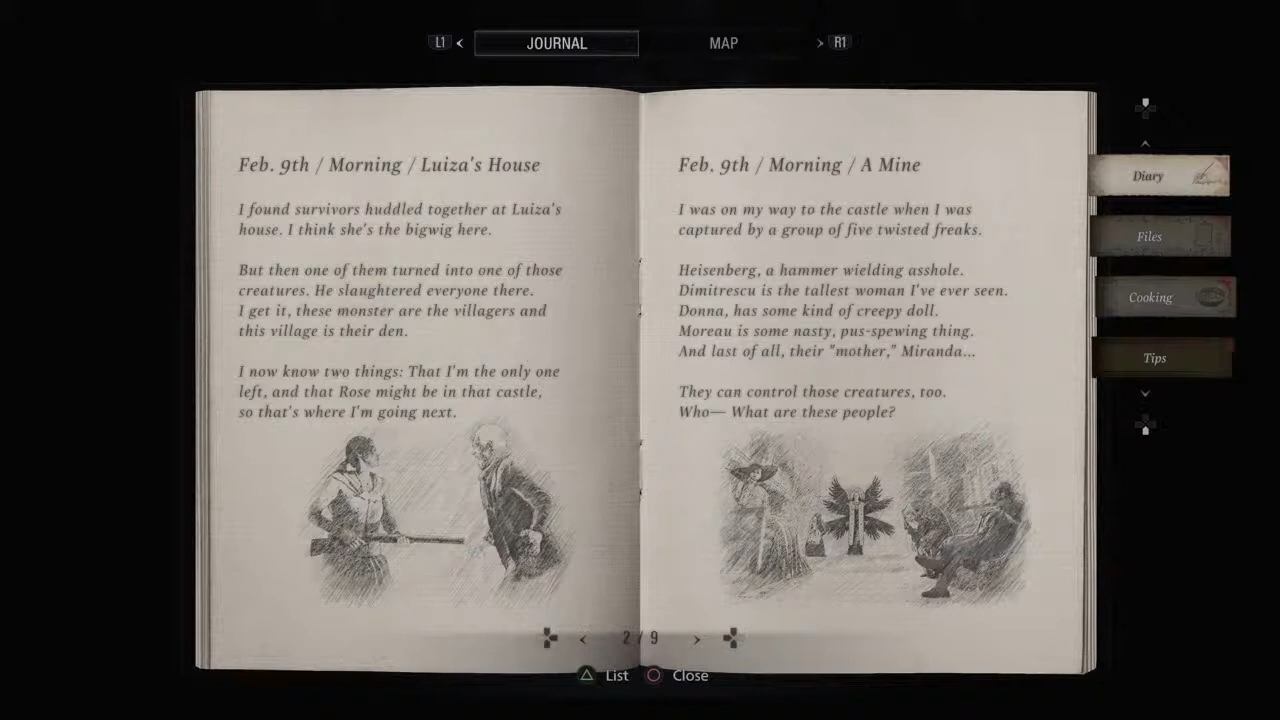 L1
JOURNAL
MAP
R1
Feb. 9th / Morning / Luiza's House
I found survivors huddled together at Luiza's
house. I think she's the bigwig here.
But then one of them turned into one of those
creatures. He slaughtered everyone there.
I get it, these monster are the villagers and
this village is their den.
I now know two things: That I'm the only one
left, and that Rose might be in that castle,
so that's where I'm going next.
Feb. 9th / Morning / A Mine
I was on my way to the castle when I was
captured by a group of five twisted freaks.
Heisenberg, a hammer wielding asshole.
Dimitrescu is the tallest woman I've ever seen.
Donna, has some kind of creepy doll.
Moreau is some nasty, pus-spewing thing.
And last of all, their "mother," Miranda...
They can control those creatures, too.
Who— What are these people?
Diary
Files
Cooking
Tips
2 / 9
List
Close